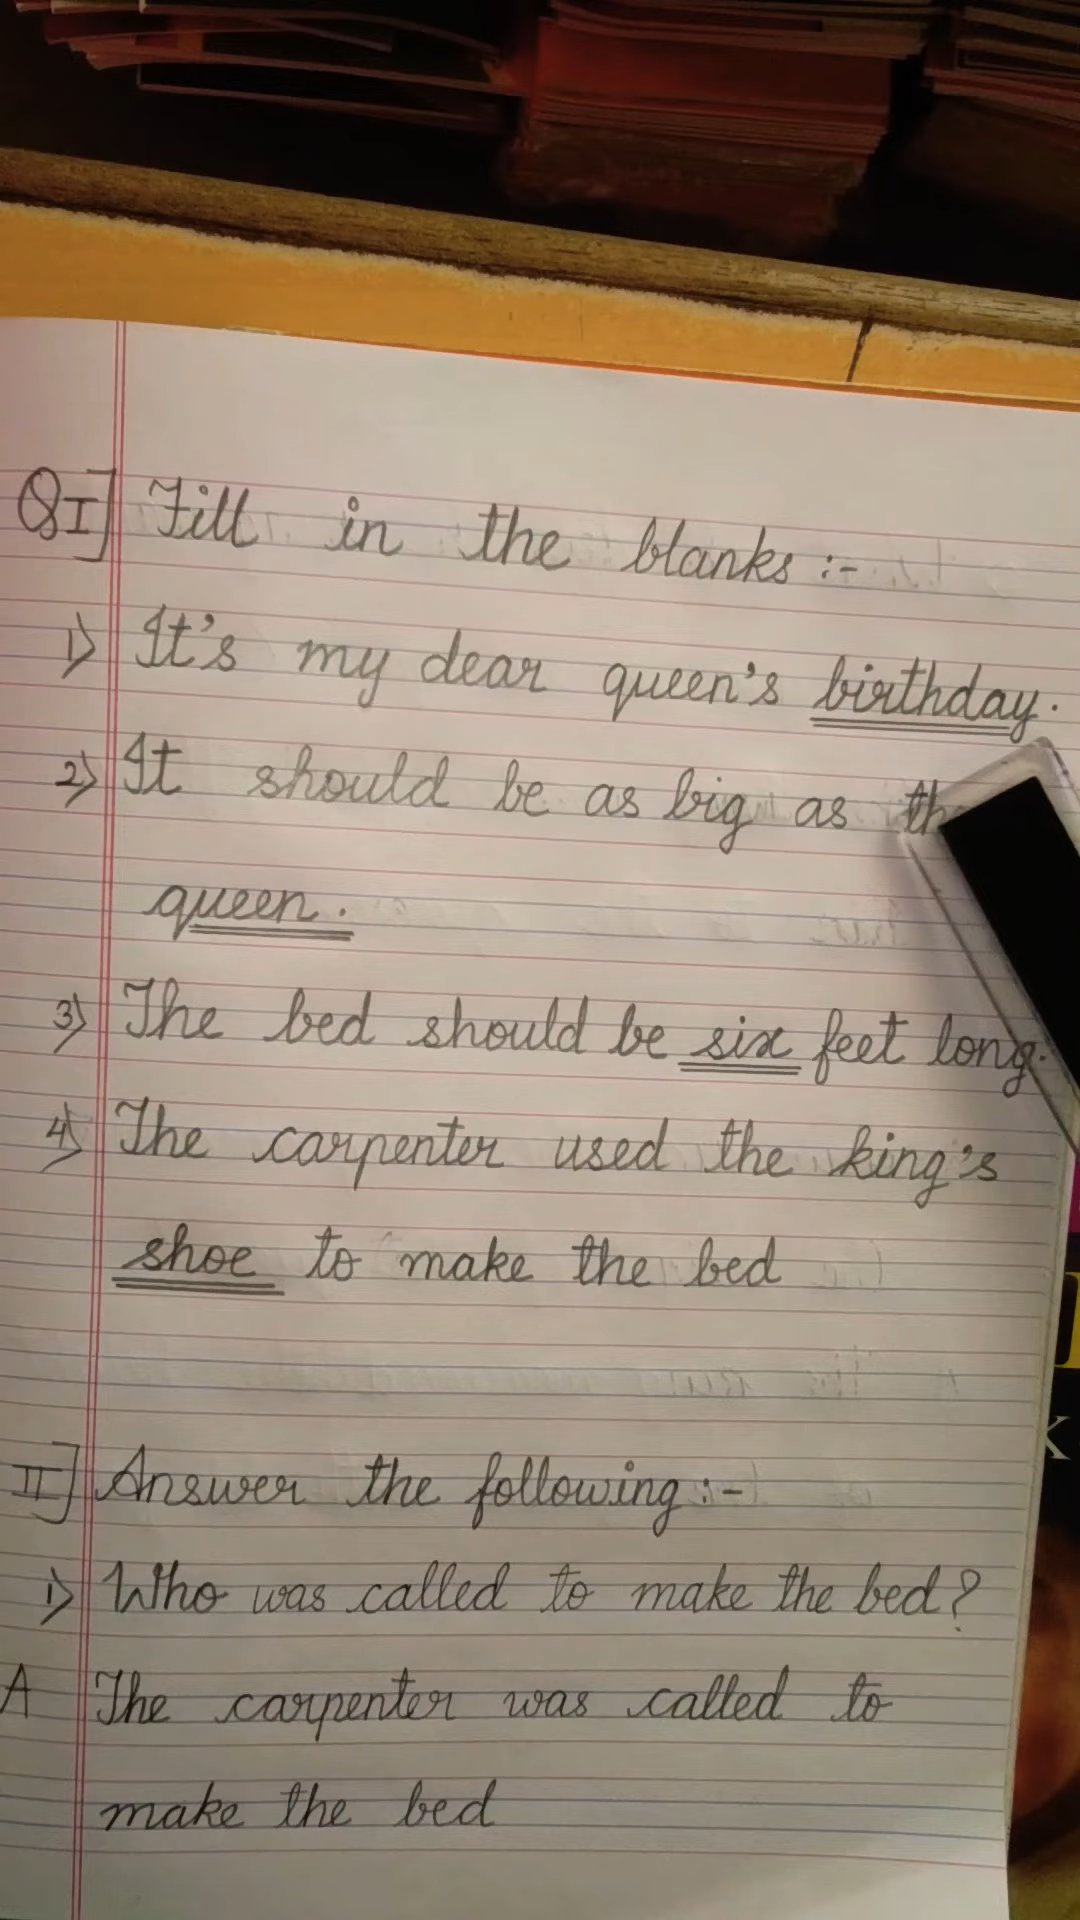 QI] Fill in the blanks :-
1) It's my dear queen's birthday.
2) It should be as big as
queen.
3) The bed should be six feet long.
4) The carpenter used the king's
shoe to make the bed
II] Answer the following :-
1) Who was called to make the bed?
A The carpenter was called to
make the bed
K